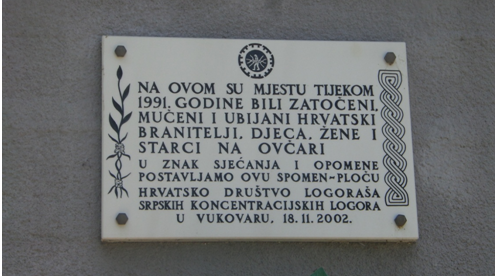 NA OVOM SU MJESTU TIJEKOM
1991. GODINE BILI ZATOČENI,
MUČENI I UBIJANI HRVATSKI
BRANITELJI, DJECA, ŽENE I
STARCI NA OVČARI
U ZNAK SJEĆANJA I OPOMENE
POSTAVLJAMO OVU SPOMEN-PLOČU
HRVATSKO DRUŠTVO LOGORAŠA
SRPSKIH KONCENTRACIJSKIH LOGORA
U VUKOVARU, 18.11.2002.